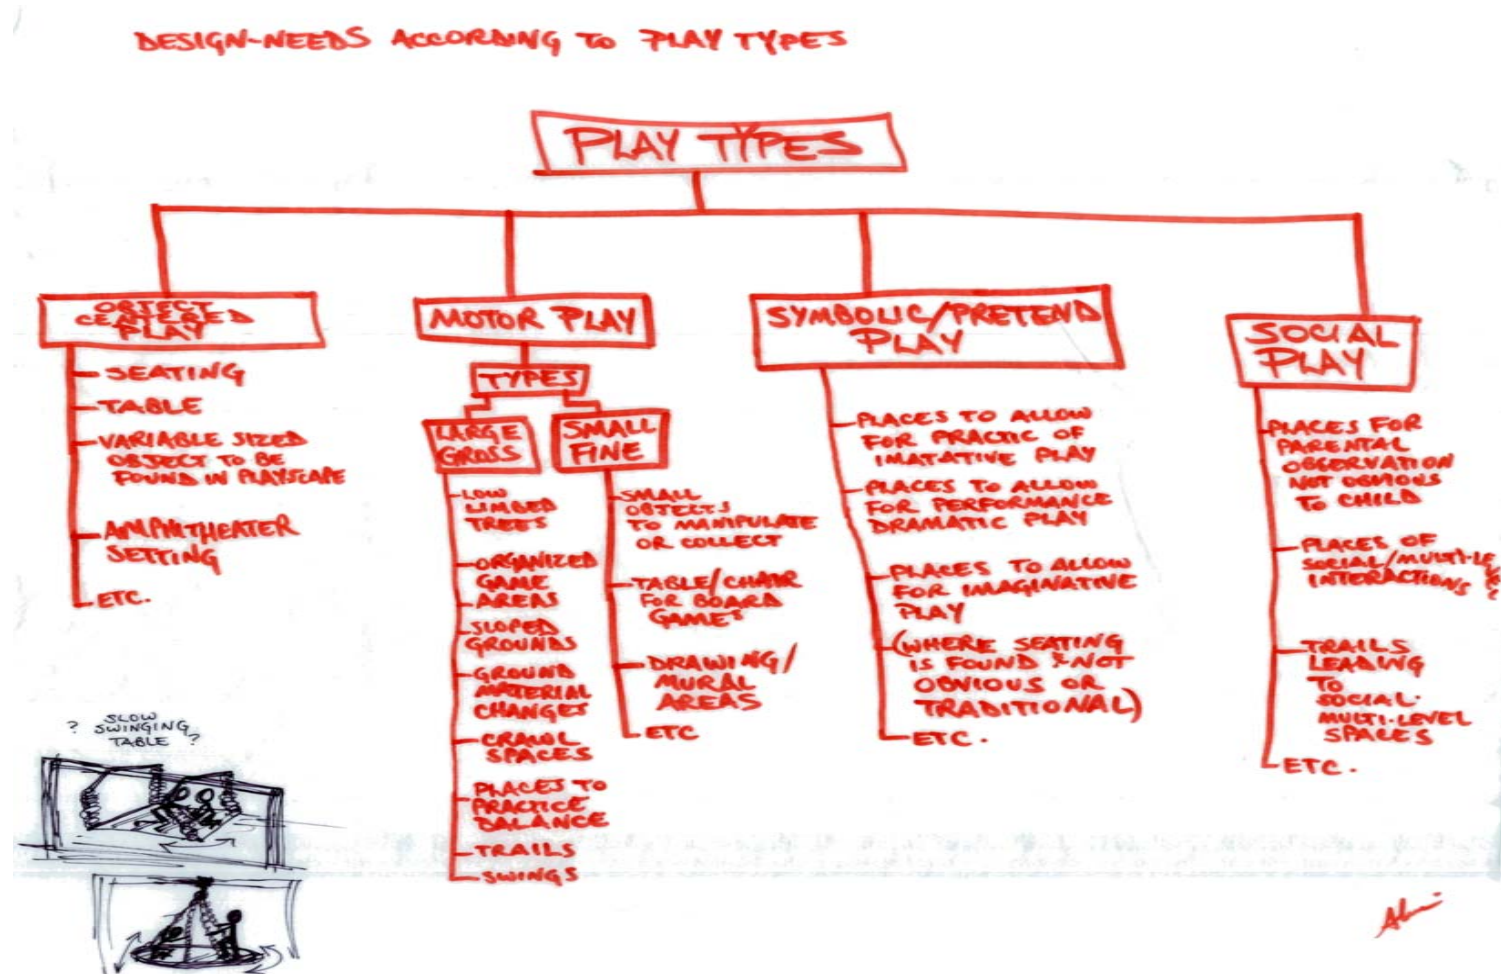 DESIGN-NEEDS ACCORDING TO PLAY TYPES
PLAY TYPES
OBJECT
CENTERED
PLAY
- SEATING
- TABLE
- VARIABLE SIZED
OBJECT TO BE
FOUND IN PLAYSCAPE
- AMPHITHEATER
SETTING
- ETC.
MOTOR PLAY
TYPES
LARGE
GROSS
- LOW
LIMBED
TREES
- ORGANIZED
GAME
AREAS
- SLOPED
GROUNDS
- GROUND
MATERIAL
CHANGES
- CRAWL
SPACES
- PLACES TO
PRACTICE
BALANCE
- TRAILS
- SWINGS
SMALL
FINE
- SMALL
OBJECTS
TO MANIPULATE
OR COLLECT
- TABLE/CHAIR
FOR BOARD
GAMES
- DRAWING/
MURAL
AREAS
- ETC
SYMBOLIC/PRETEND
PLAY
- PLACES TO ALLOW
FOR PRACTIC OF
IMATATIVE PLAY
- PLACES TO ALLOW
FOR PERFORMANCE
DRAMATIC PLAY
- PLACES TO ALLOW
FOR IMAGINATIVE
PLAY
- (WHERE SEATING
IS FOUND & NOT
OBVIOUS OR
TRADITIONAL)
- ETC.
SOCIAL
PLAY
- PLACES FOR
PARENTAL
OBSERVATION
NOT OBVIOUS
TO CHILD
- PLACES OF
SOCIAL/MULTI-LE
INTERACTIONS
- TRAILS
LEADING
TO
SOCIAL-
MULTI-LEVEL
SPACES
- ETC.
? SLOW
SWINGING
TABLE ?